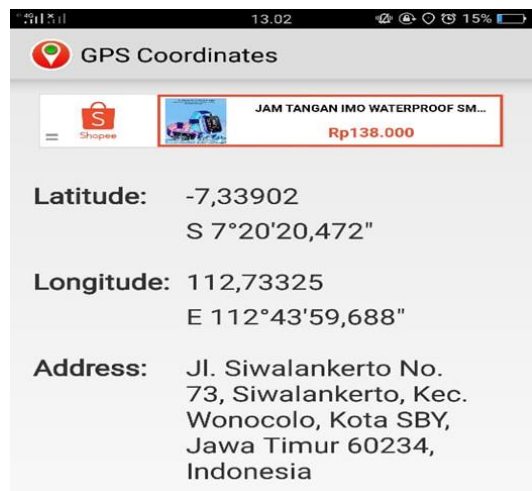 4G 13.02 15%
GPS Coordinates
S
Shopee
JAM TANGAN IMO WATERPROOF SM...
Rp138.000
Latitude: -7,33902
S 7°20'20,472"
Longitude: 112,73325
E 112°43'59,688"
Address: Jl. Siwalankerto No.
73, Siwalankerto, Kec.
Wonocolo, Kota SBY,
Jawa Timur 60234,
Indonesia